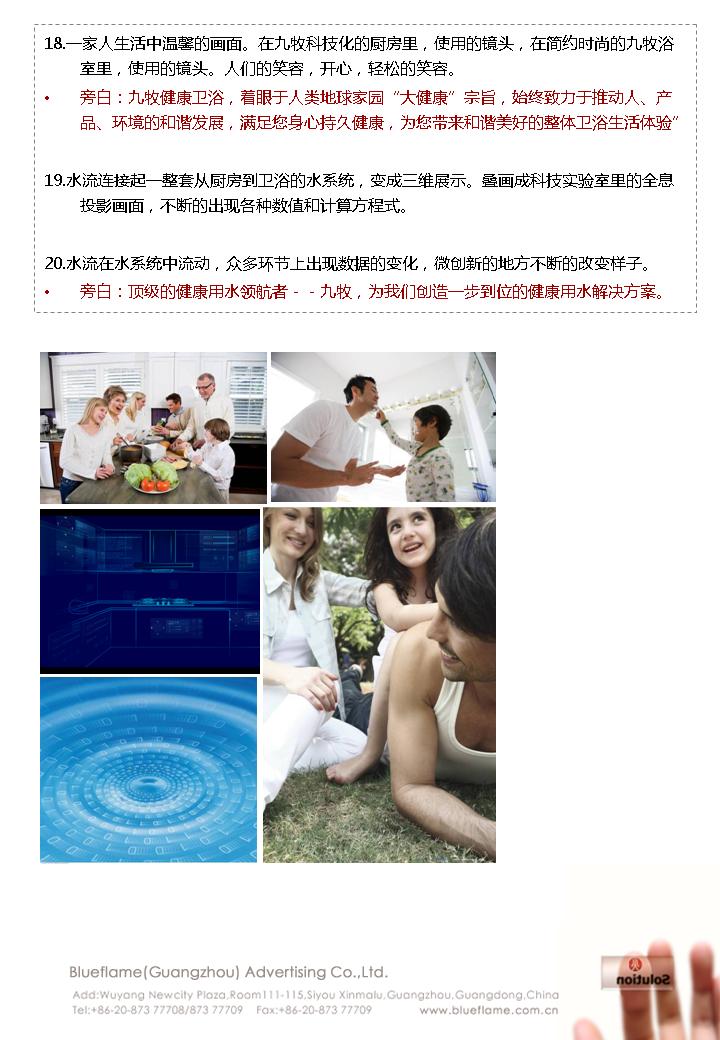 18.一家人生活中温馨的画面。在九牧科技化的厨房里，使用的镜头，在简约时尚的九牧浴
室里，使用的镜头。人们的笑容，开心，轻松的笑容。
• 旁白：九牧健康卫浴，着眼于人类地球家园“大健康”宗旨，始终致力于推动人、产
品、环境的和谐发展，满足您身心持久健康，为您带来和谐美好的整体卫浴生活体验”
19.水流连接起一整套从厨房到卫浴的水系统，变成三维展示。叠画成科技实验室里的全息
投影画面，不断的出现各种数值和计算方程式。
20.水流在水系统中流动，众多环节上出现数据的变化，微创新的地方不断的改变样子。
• 旁白：顶级的健康用水领航者－－九牧，为我们创造一步到位的健康用水解决方案。
Blueflame(Guangzhou) Advertising Co.,Ltd.
Add:Wuyang Newcity Plaza,Room111-115,Siyou Xinmalu,Guangzhou,Guangdong,China
Tel:+86-20-873 77708/873 77709 Fax:+86-20-873 77709 www.blueflame.com.cn
Solution